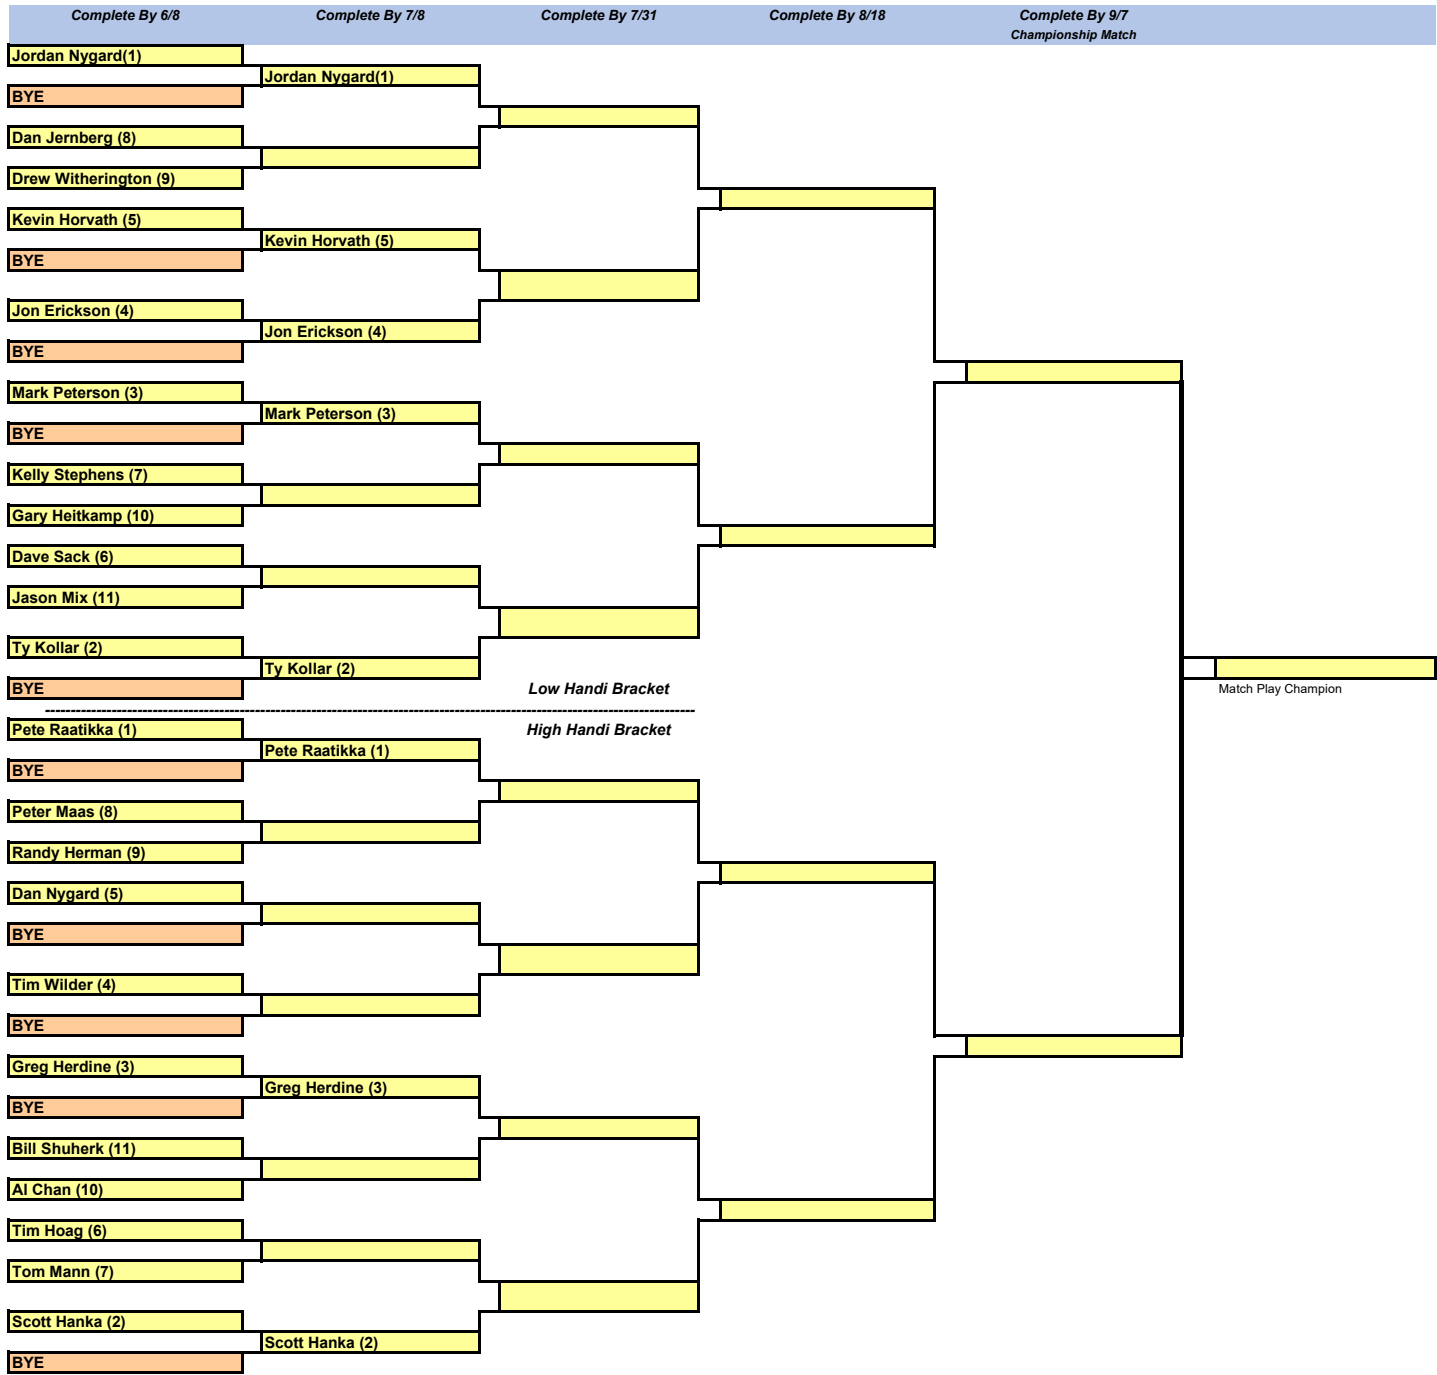 Complete By 6/8 Complete By 7/8 Complete By 7/31 Complete By 8/18 Complete By 9/7
Championship Match
Jordan Nygard(1)
Jordan Nygard(1)
BYE
Dan Jernberg (8)
Drew Witherington (9)
Kevin Horvath (5)
Kevin Horvath (5)
BYE
Jon Erickson (4)
Jon Erickson (4)
BYE
Mark Peterson (3)
Mark Peterson (3)
BYE
Kelly Stephens (7)
Gary Heitkamp (10)
Dave Sack (6)
Jason Mix (11)
Ty Kollar (2)
Ty Kollar (2)
BYE Low Handi Bracket Match Play Champion
Pete Raatikka (1) High Handi Bracket
Pete Raatikka (1)
BYE
Peter Maas (8)
Randy Herman (9)
Dan Nygard (5)
BYE
Tim Wilder (4)
BYE
Greg Herdine (3)
Greg Herdine (3)
BYE
Bill Shuherk (11)
Al Chan (10)
Tim Hoag (6)
Tom Mann (7)
Scott Hanka (2)
Scott Hanka (2)
BYE